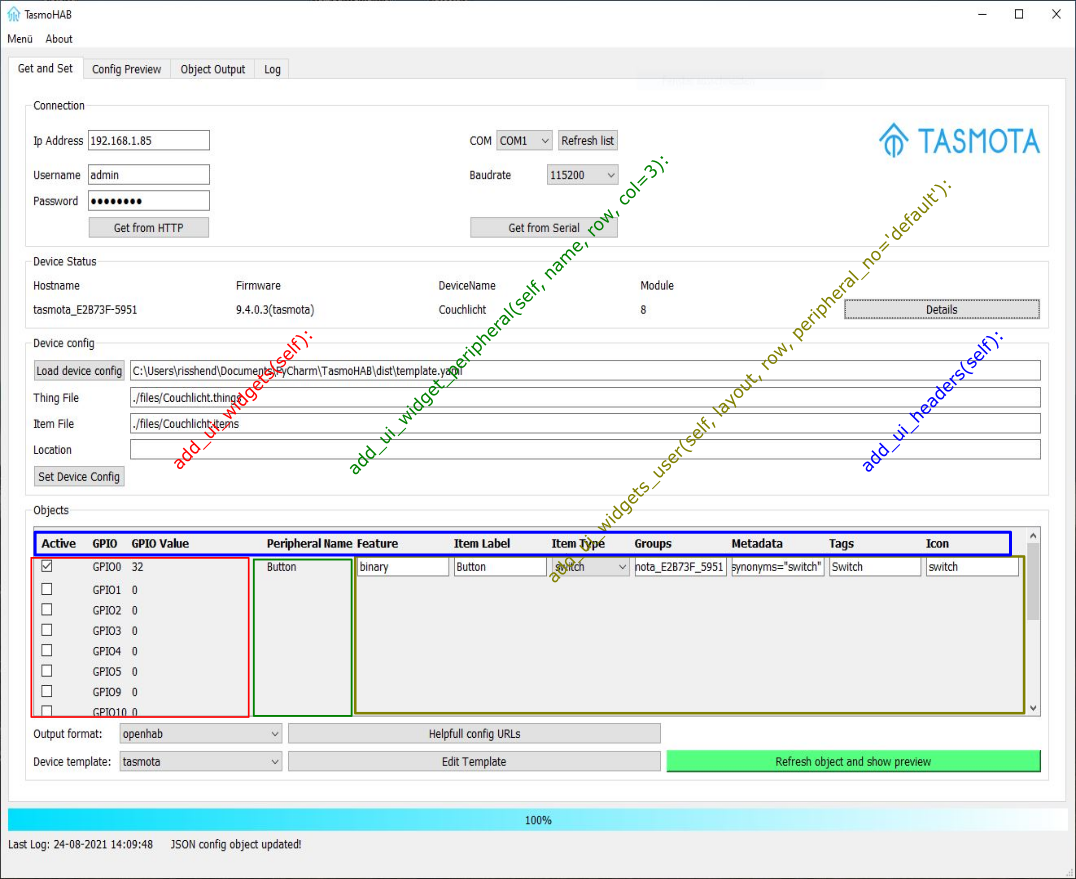 TasmoHAB
Menü About
Get and Set Config Preview Object Output Log
Connection
Ip Address 192.168.1.85 COM COM1 Refresh list
TASMOTA
Username admin Baudrate 115200
Password ●●●●●●●●
Get from HTTP Get from Serial
Device Status
Hostname Firmware DeviceName Module
tasmota_E2B73F-5951 9.4.0.3(tasmota) Couchlicht 8 Details
Device config
Load device config C:\Users\risshend\Documents\PyCharm\TasmoHAB\dist\template.yaml
Thing File ./files/Couchlicht.things
Item File ./files/Couchlicht.items
Location
Set Device Config
add_ui_widgets(self):
add_ui_widget_peripheral(self, name, row, col=3):
add_ui_widgets_user(self, layout, row, peripheral_no='default'):
add_ui_headers(self):
Objects
Active GPIO GPIO Value Peripheral Name Feature Item Label Item Type Groups Metadata Tags Icon
GPIO0 32 Button binary Button switch nota_E2B73F_5951 synonyms="switch" Switch switch
GPIO1 0
GPIO2 0
GPIO3 0
GPIO4 0
GPIO5 0
GPIO9 0
GPIO10 0
Output format: openhab Helpfull config URLs
Device template: tasmota Edit Template Refresh object and show preview
100%
Last Log: 24-08-2021 14:09:48 JSON config object updated!